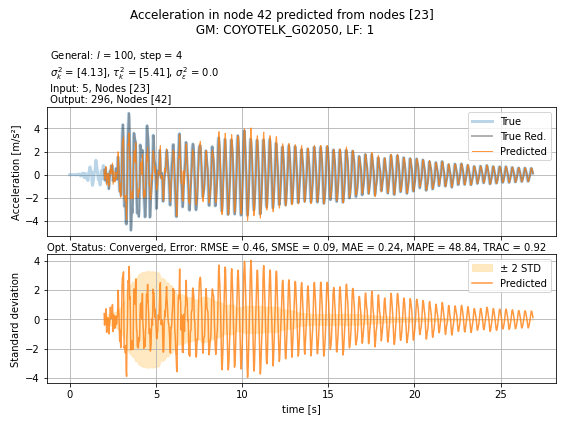 Acceleration in node 42 predicted from nodes [23]
GM: COYOTELK_G02050, LF: 1
General: l = 100, step = 4
σ²ₖ = [4.13], τ²ₖ = [5.41], σ²ε = 0.0
Input: 5, Nodes [23]
Output: 296, Nodes [42]
Acceleration [m/s²]
4
2
0
−2
−4
True
True Red.
Predicted
Opt. Status: Converged, Error: RMSE = 0.46, SMSE = 0.09, MAE = 0.24, MAPE = 48.84, TRAC = 0.92
Standard deviation
4
2
0
−2
−4
± 2 STD
Predicted
0 5 10 15 20 25
time [s]